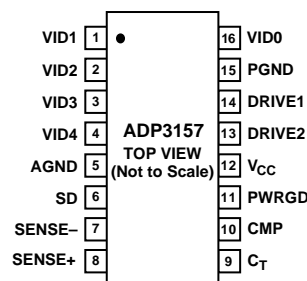 VID1 1 16 VID0
VID2 2 15 PGND
VID3 3 14 DRIVE1
VID4 4 ADP3157 13 DRIVE2
AGND 5 TOP VIEW 12 VCC
SD 6 (Not to Scale) 11 PWRGD
SENSE– 7 10 CMP
SENSE+ 8 9 CT